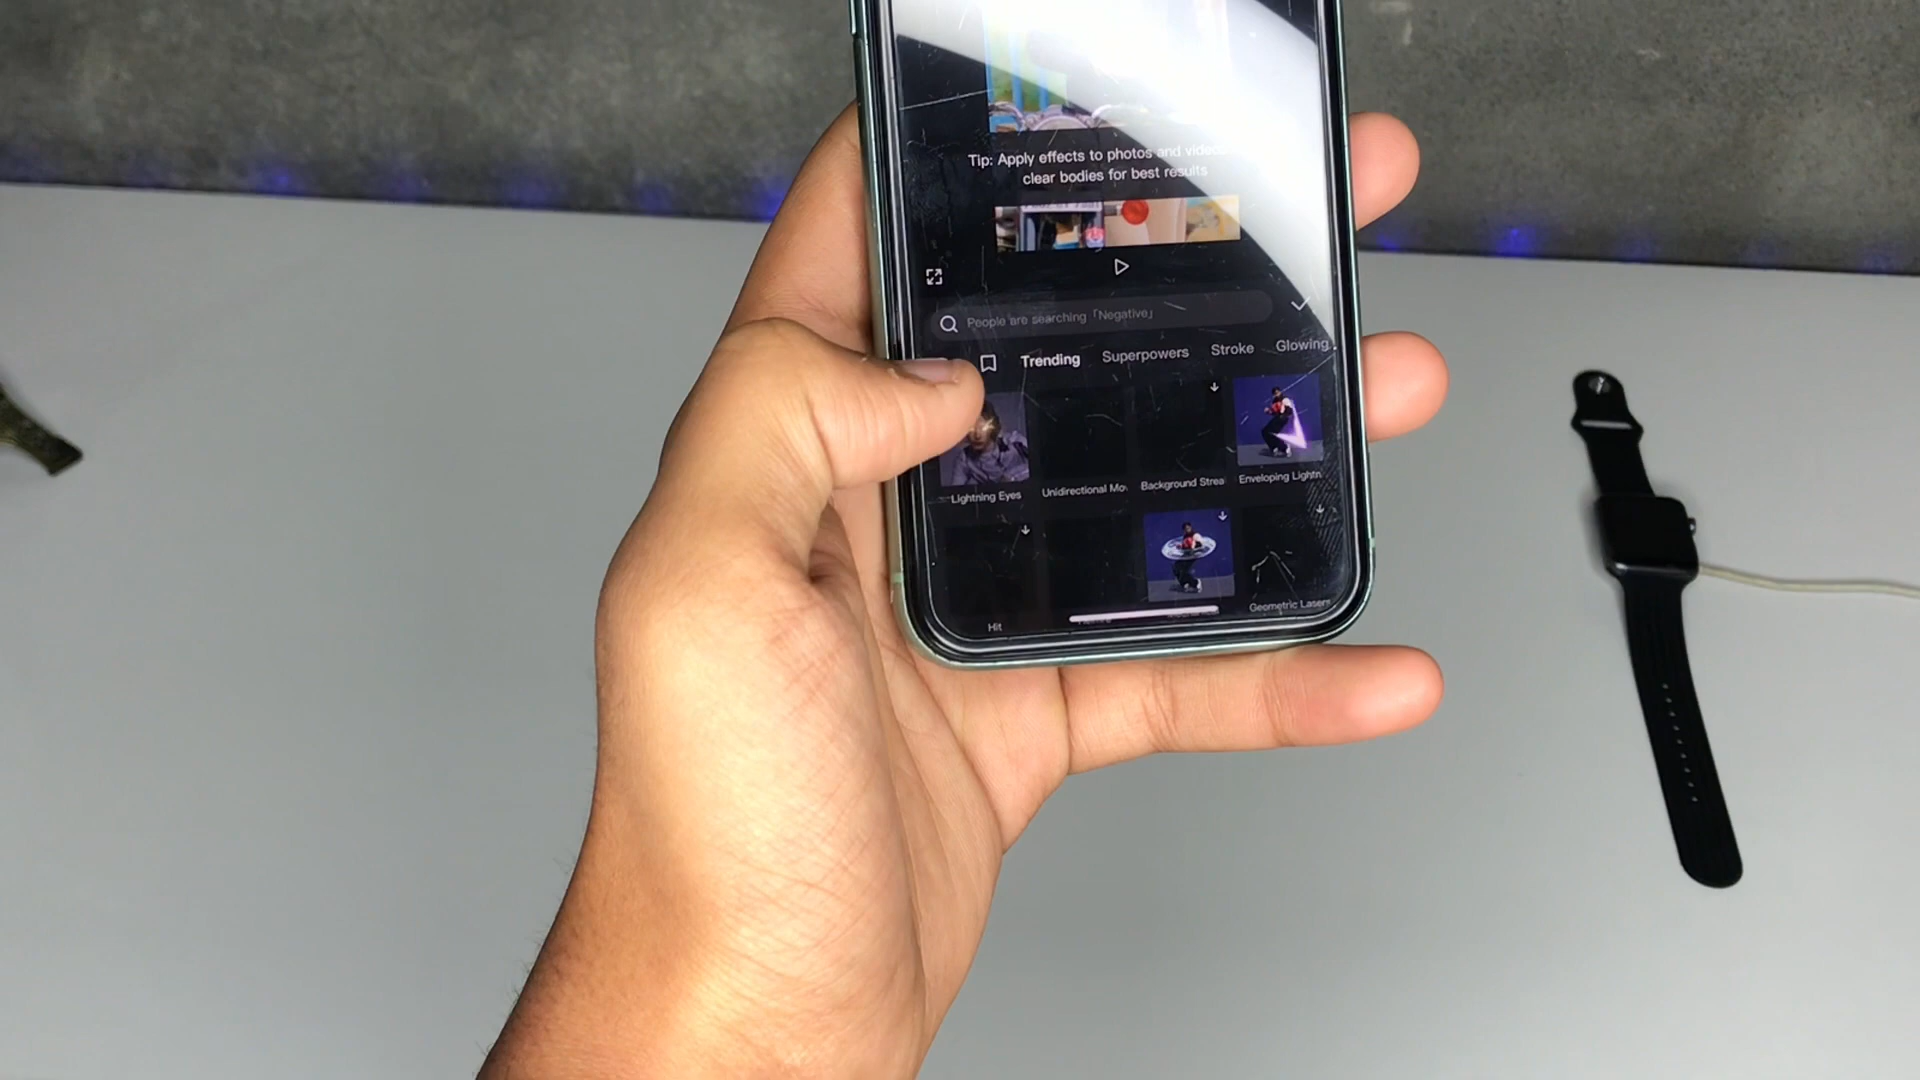 Tip: Apply effects to photos and videos
clear bodies for best results
People are searching「Negative」
Trending Superpowers Stroke Glowing
Lightning Eyes Unidirectional Mo Background Strea Enveloping Lightn
Hit Geometric Lasers